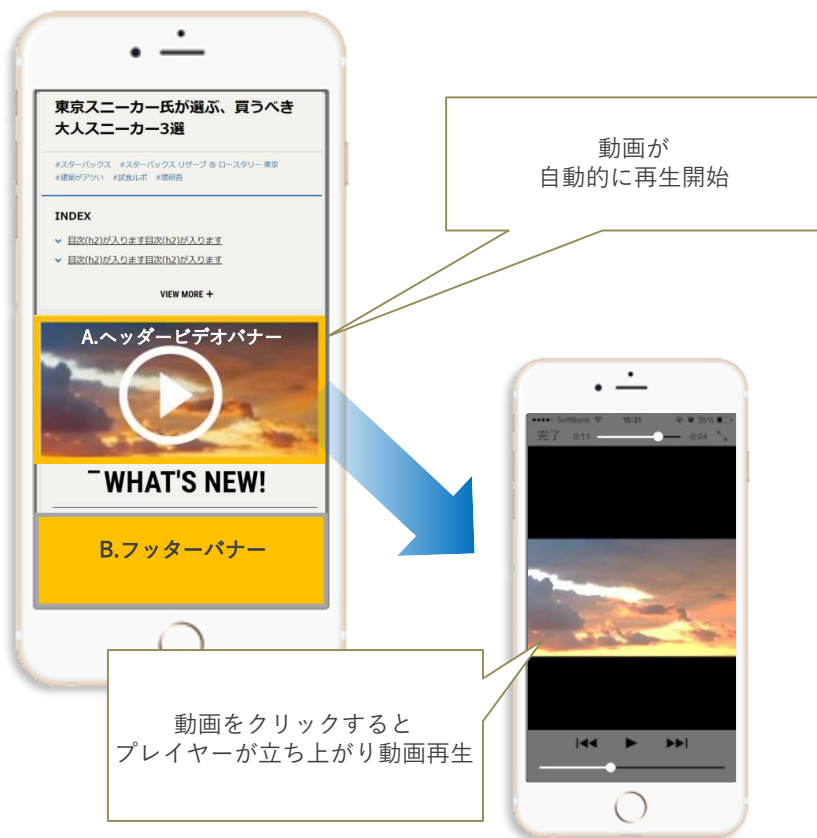 東京スニーカー氏が選ぶ、買うべき
大人スニーカー3選
#スターバックス #スターバックス リザーブ ® ロースタリー 東京
#建築がアツい #試食ルポ #隈研吾
INDEX
目次(h2)が入ります目次(h2)が入ります
目次(h2)が入ります目次(h2)が入ります
VIEW MORE +
A.ヘッダービデオバナー
WHAT'S NEW!
B.フッターバナー
動画が
自動的に再生開始
SoftBank 15:31 35%
完了 0:11 -0:04
動画をクリックすると
プレイヤーが立ち上がり動画再生